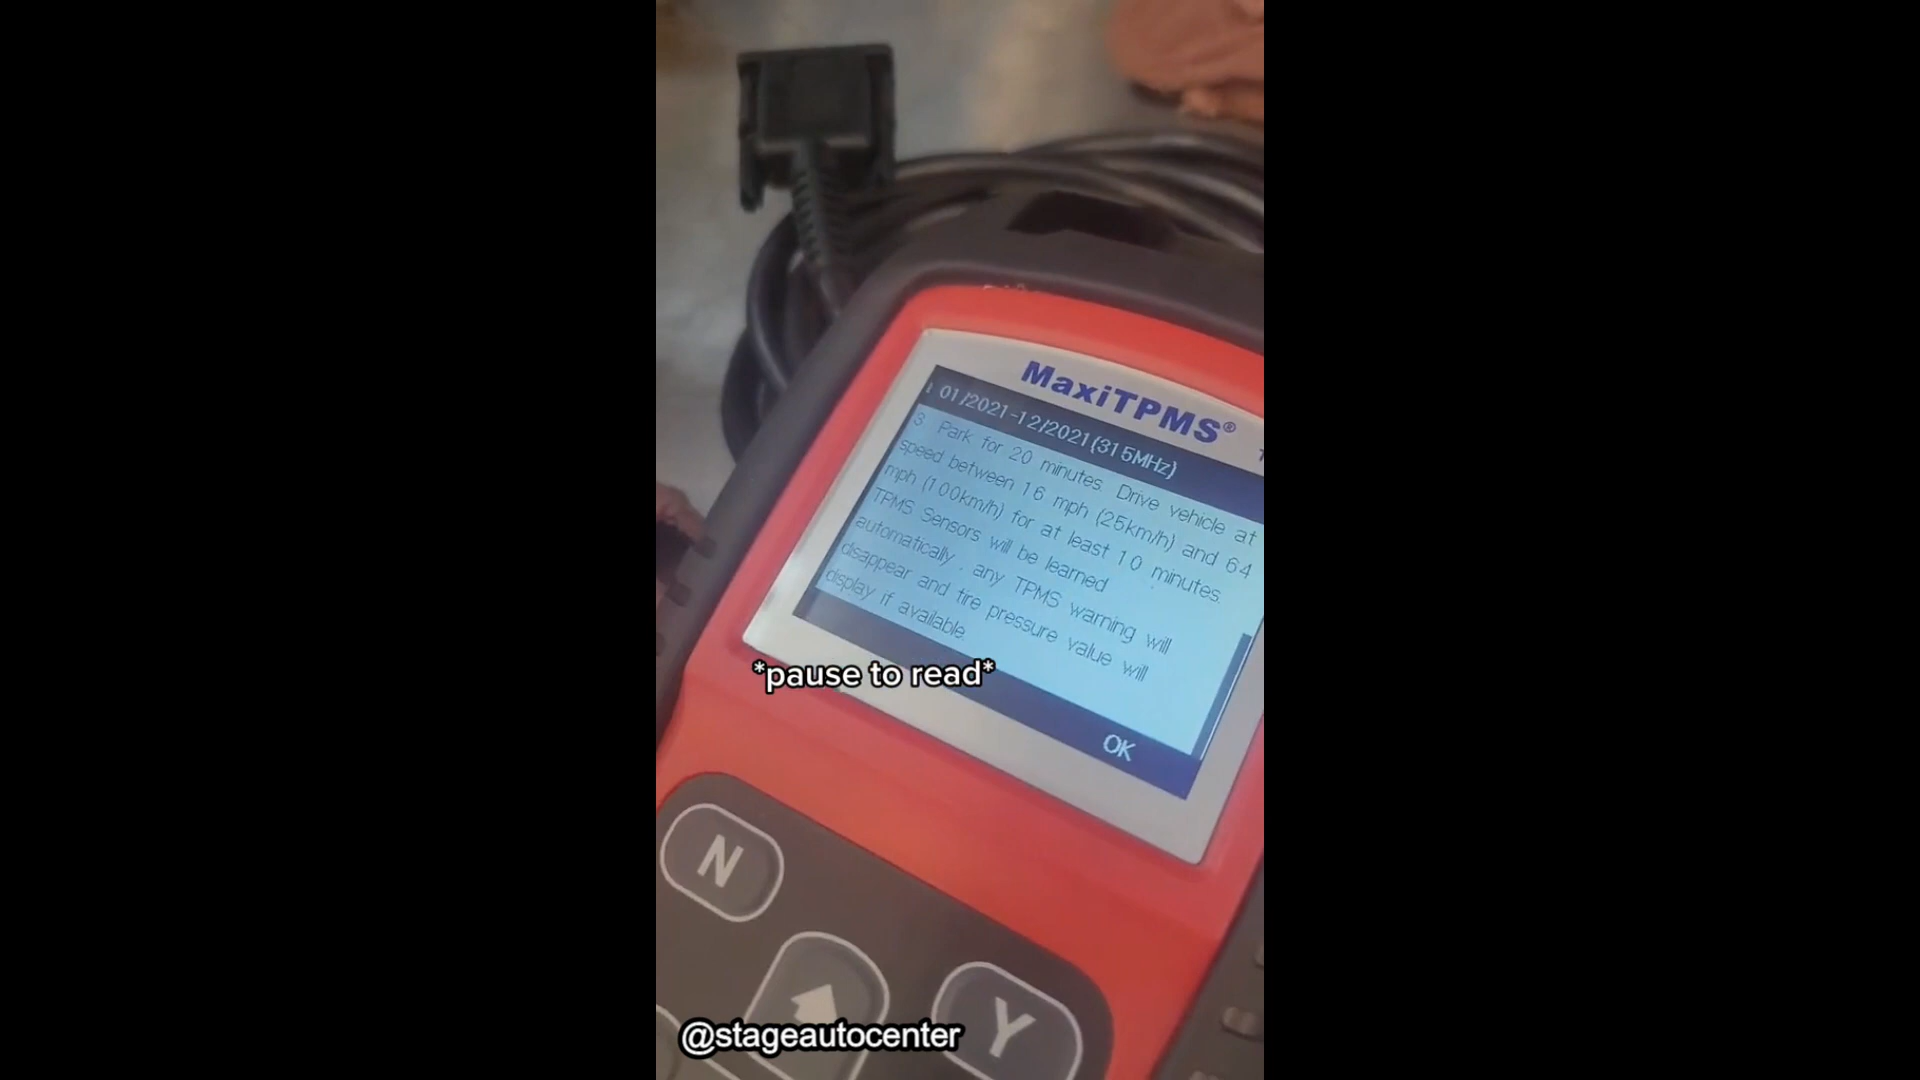 MaxiTPMS®
01/2021-12/2021(315MHz)
3. Park for 20 minutes. Drive vehicle at
speed between 16 mph (25km/h) and 64
mph (100km/h) for at least 10 minutes.
TPMS Sensors will be learned
automatically , any TPMS warning will
disappear and tire pressure value will
display if available.
*pause to read*
OK
N
Y
@stageautocenter